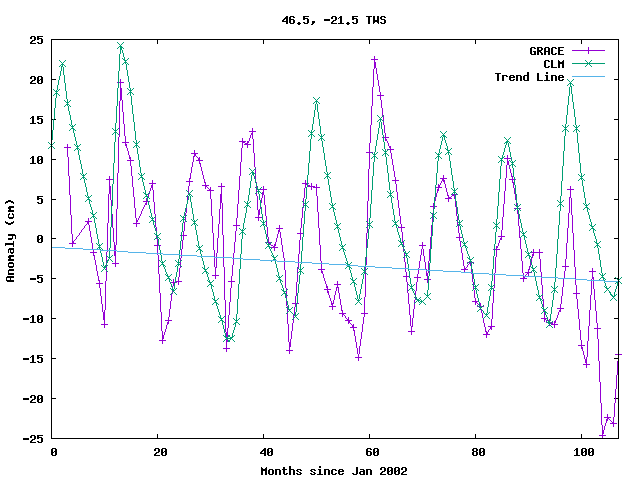 46.5, -21.5 TWS
GRACE
CLM
Trend Line
25
20
15
10
5
0
-5
-10
-15
-20
-25
Anomaly (cm)
0 20 40 60 80 100
Months since Jan 2002